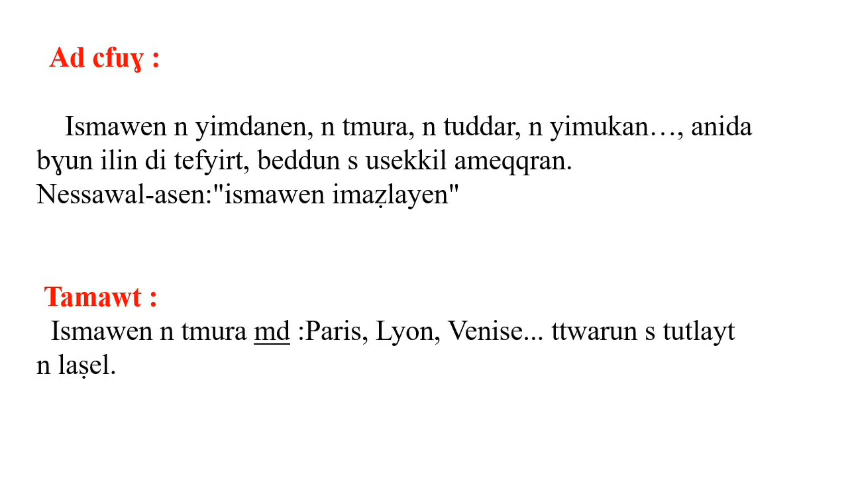 Ad cfuɣ :
Ismawen n yimdanen, n tmura, n tuddar, n yimukan…, anida
bɣun ilin di tefyirt, beddun s usekkil ameqqran.
Nessawal-asen:"ismawen imaẓlayen"
Tamawt :
Ismawen n tmura md :Paris, Lyon, Venise... ttwarun s tutlayt
n laṣel.